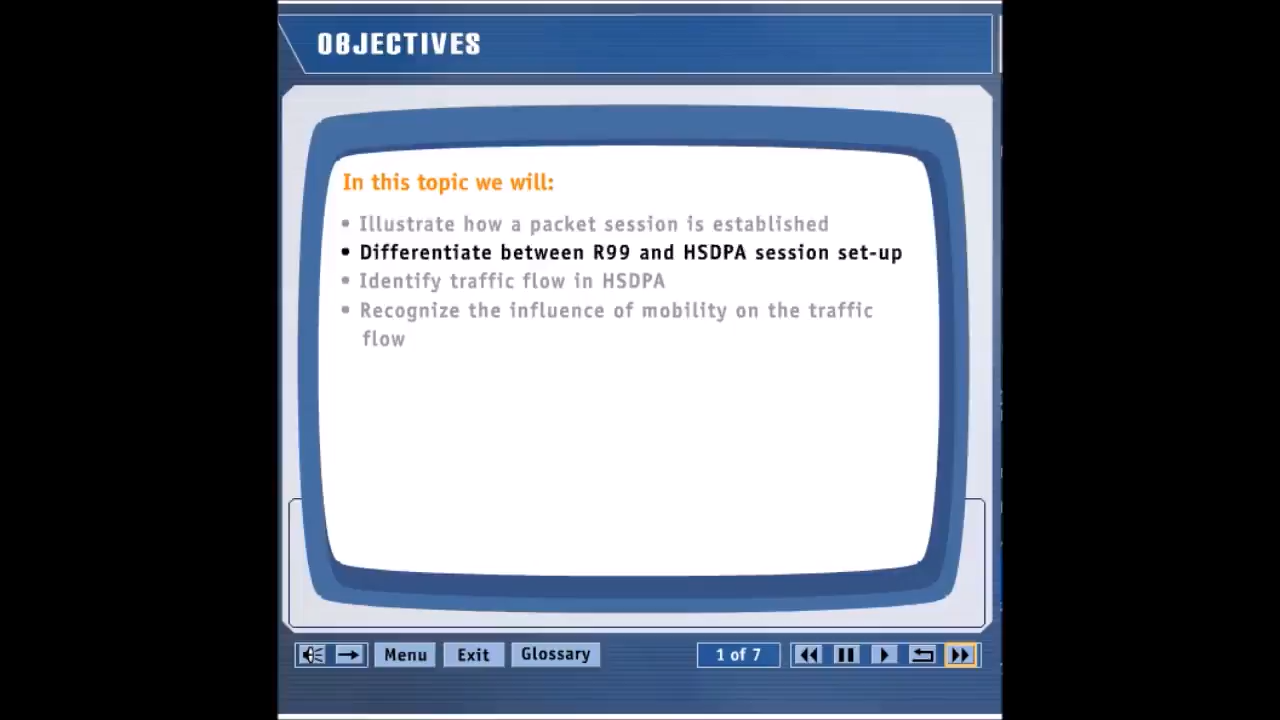 OBJECTIVES
In this topic we will:
• Illustrate how a packet session is established
• Differentiate between R99 and HSDPA session set-up
• Identify traffic flow in HSDPA
• Recognize the influence of mobility on the traffic
flow
Menu Exit Glossary 1 of 7